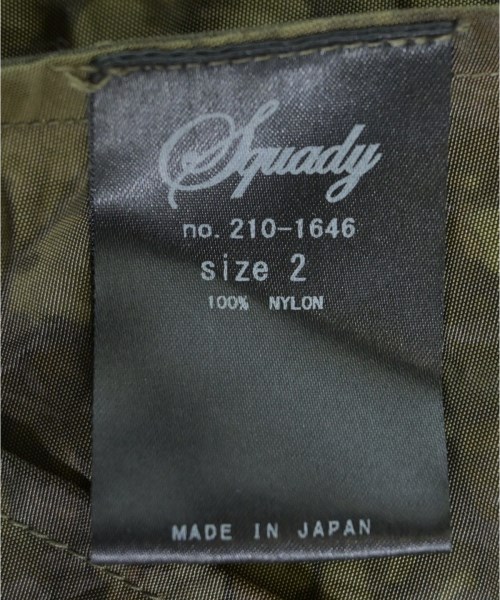 Squady
no. 210-1646
size 2
100% NYLON
MADE IN JAPAN